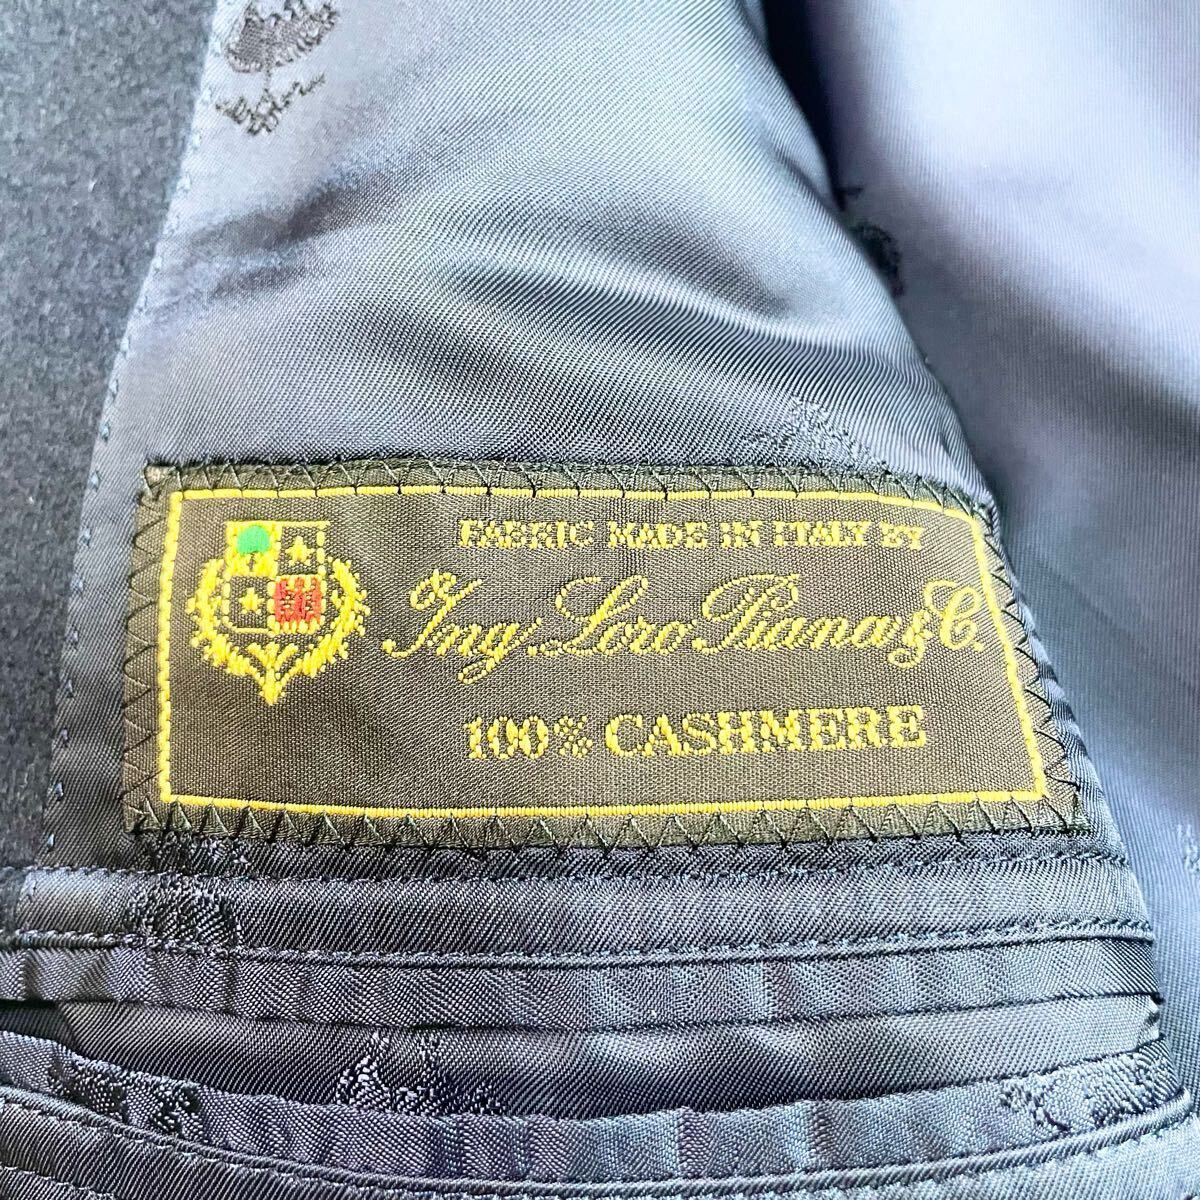 FABRIC MADE IN ITALY BY
Ing. Loro Piana & C.
100% CASHMERE